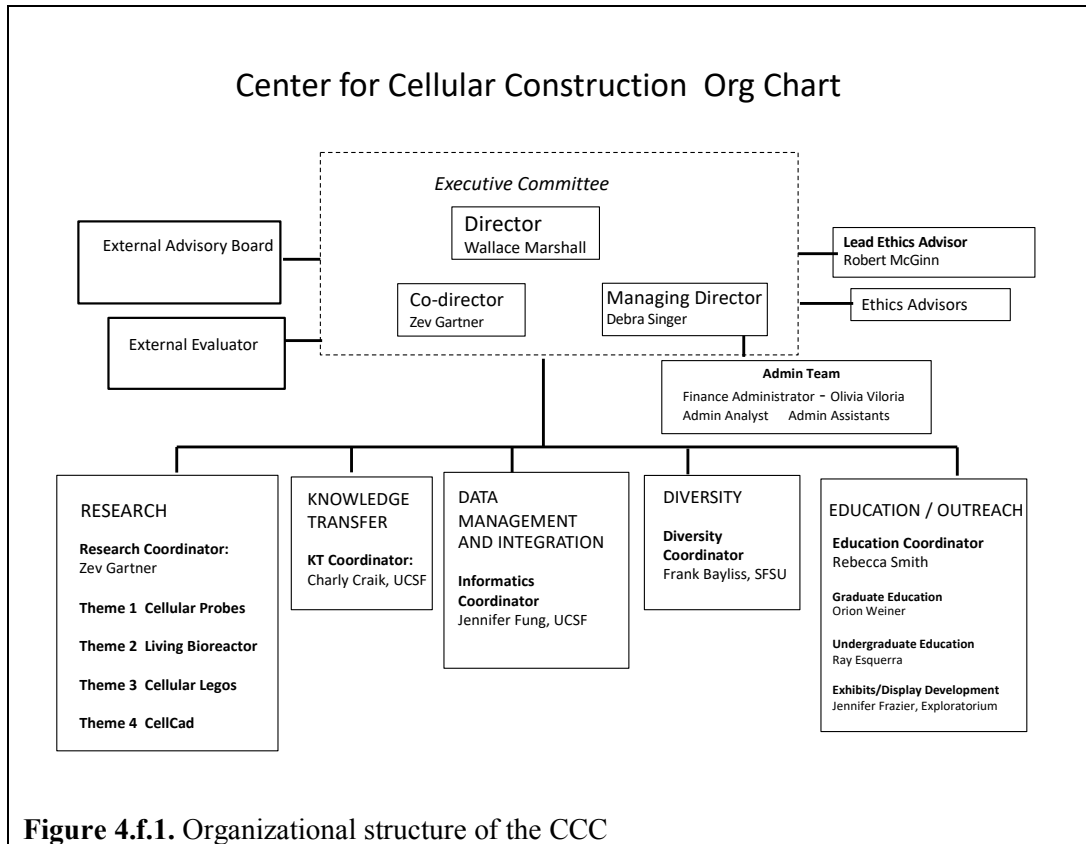 Center for Cellular Construction Org Chart
Executive Committee
Director
Wallace Marshall
External Advisory Board
Lead Ethics Advisor
Robert McGinn
Co-director
Zev Gartner
Managing Director
Debra Singer
Ethics Advisors
External Evaluator
Admin Team
Finance Administrator - Olivia Viloria
Admin Analyst Admin Assistants
RESEARCH
Research Coordinator:
Zev Gartner
Theme 1 Cellular Probes
Theme 2 Living Bioreactor
Theme 3 Cellular Legos
Theme 4 CellCad
KNOWLEDGE
TRANSFER
KT Coordinator:
Charly Craik, UCSF
DATA
MANAGEMENT
AND INTEGRATION
Informatics
Coordinator
Jennifer Fung, UCSF
DIVERSITY
Diversity
Coordinator
Frank Bayliss, SFSU
EDUCATION / OUTREACH
Education Coordinator
Rebecca Smith
Graduate Education
Orion Weiner
Undergraduate Education
Ray Esquerra
Exhibits/Display Development
Jennifer Frazier, Exploratorium
Figure 4.f.1. Organizational structure of the CCC